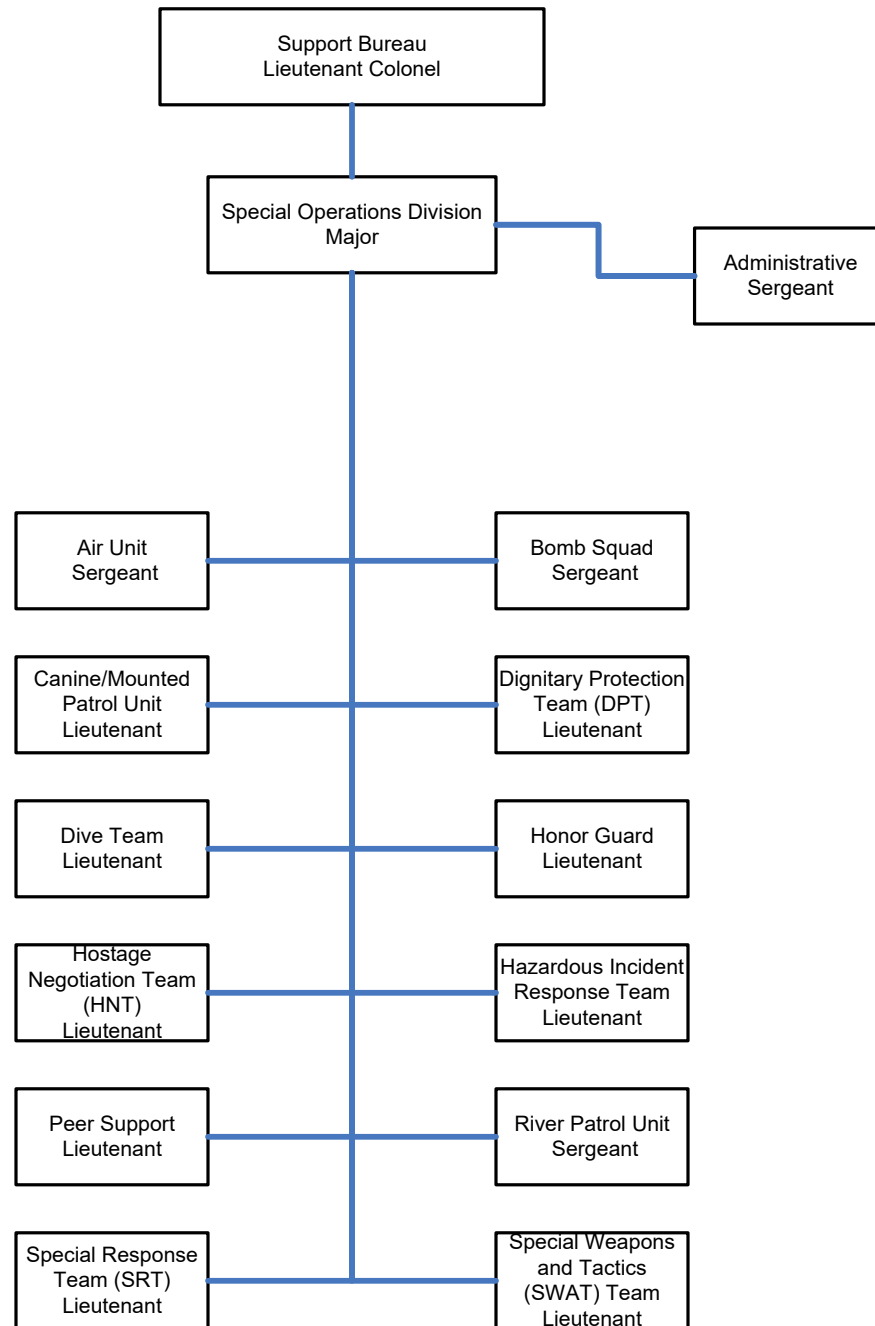 Support Bureau
Lieutenant Colonel
Special Operations Division
Major
Administrative
Sergeant
Air Unit
Sergeant
Bomb Squad
Sergeant
Canine/Mounted
Patrol Unit
Lieutenant
Dignitary Protection
Team (DPT)
Lieutenant
Dive Team
Lieutenant
Honor Guard
Lieutenant
Hostage
Negotiation Team
(HNT)
Lieutenant
Hazardous Incident
Response Team
Lieutenant
Peer Support
Lieutenant
River Patrol Unit
Sergeant
Special Response
Team (SRT)
Lieutenant
Special Weapons
and Tactics
(SWAT) Team
Lieutenant